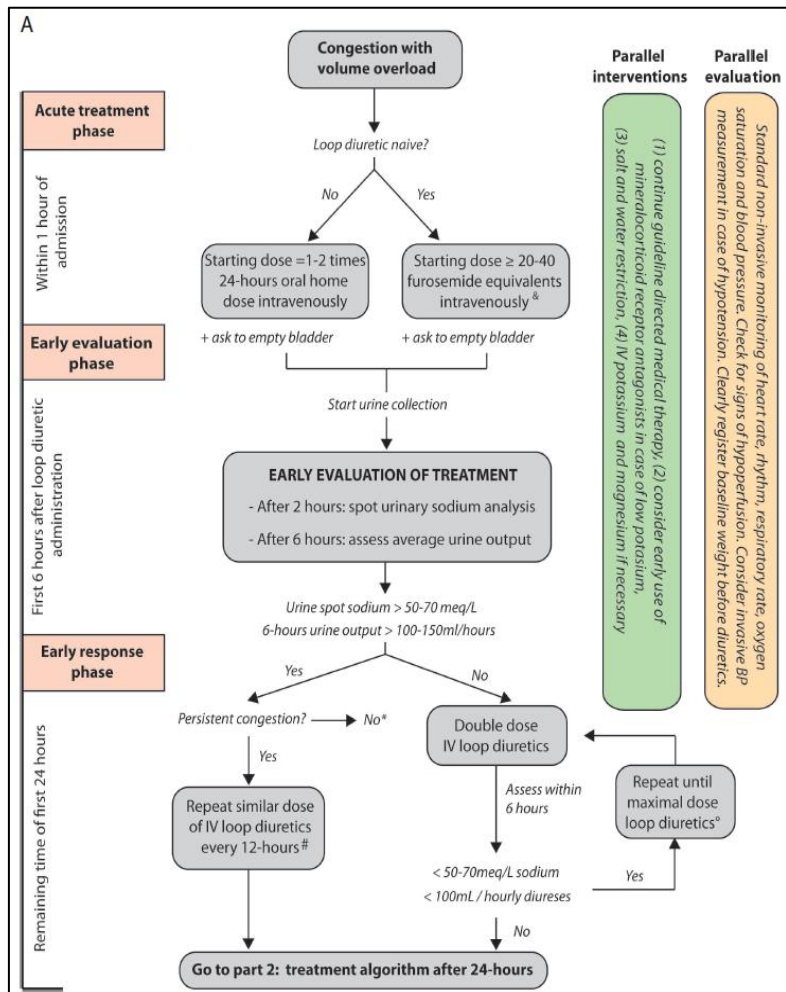 A
Congestion with
volume overload
Parallel
interventions
Parallel
evaluation
Acute treatment
phase
Loop diuretic naive?
No
Yes
Within 1 hour of
admission
Starting dose =1-2 times
24-hours oral home
dose intravenously
Starting dose ≥ 20-40
furosemide equivalents
intravenously &
+ ask to empty bladder
+ ask to empty bladder
Early evaluation
phase
Start urine collection
First 6 hours after loop diuretic
administration
EARLY EVALUATION OF TREATMENT
- After 2 hours: spot urinary sodium analysis
- After 6 hours: assess average urine output
Urine spot sodium > 50-70 meq/L
6-hours urine output > 100-150ml/hours
Early response
phase
Yes
No
Persistent congestion?
No*
Double dose
IV loop diuretics
Yes
Assess within
6 hours
Repeat until
maximal dose
loop diuretics°
Remaining time of first 24 hours
Repeat similar dose
of IV loop diuretics
every 12-hours #
< 50-70meq/L sodium
< 100mL / hourly diureses
Yes
No
Go to part 2: treatment algorithm after 24-hours
(1) continue guideline directed medical therapy, (2) consider early use of
mineralocorticoid receptor antagonists in case of low potasium,
(3) salt and water restriction, (4) IV potassium and magnesium if necessary
Standard non-invasive monitoring of heart rate, rhythm, respiratory rate, oxygen
saturation and blood pressure. Check for signs of hypoperfusion. Consider invasive BP
measurement in case of hypotension. Clearly register baseline weight before diuretics.